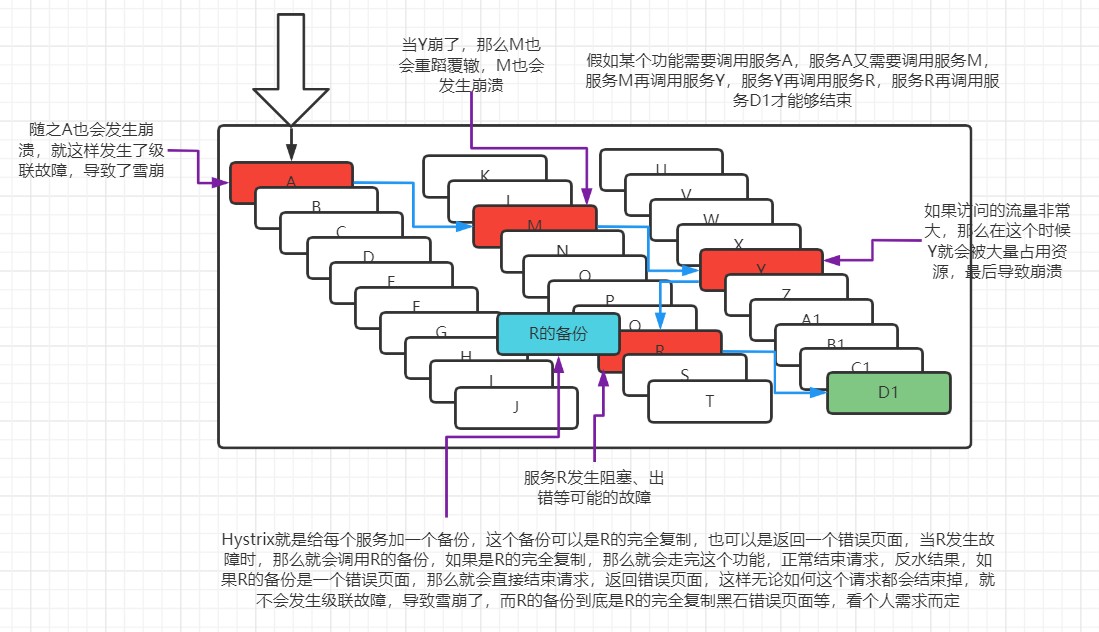 当Y崩了，那么M也
会重蹈覆辙，M也会
发生崩溃
假如某个功能需要调用服务A，服务A又需要调用服务M，
服务M再调用服务Y，服务Y再调用服务R，服务R再调用服
务D1才能够结束
随之A也会发生崩
溃，就这样发生了级
联故障，导致了雪崩
A
B
C
D
E
F
G
H
I
J
K
L
M
N
O
P
Q
R的备份
R
S
T
U
V
W
X
Y
Z
A1
B1
C1
D1
如果访问的流量非常
大，那么在这个时候
Y就会被大量占用资
源，最后导致崩溃
服务R发生阻塞、出
错等可能的故障
Hystrix就是给每个服务加一个备份，这个备份可以是R的完全复制，也可以是返回一个错误页面，当R发生故
障时，那么就会调用R的备份，如果是R的完全复制，那么就会走完这个功能，正常结束请求，反水结果，如
果R的备份是一个错误页面，那么就会直接结束请求，返回错误页面，这样无论如何这个请求都会结束掉，就
不会发生级联故障，导致雪崩了，而R的备份到底是R的完全复制黑石错误页面等，看个人需求而定